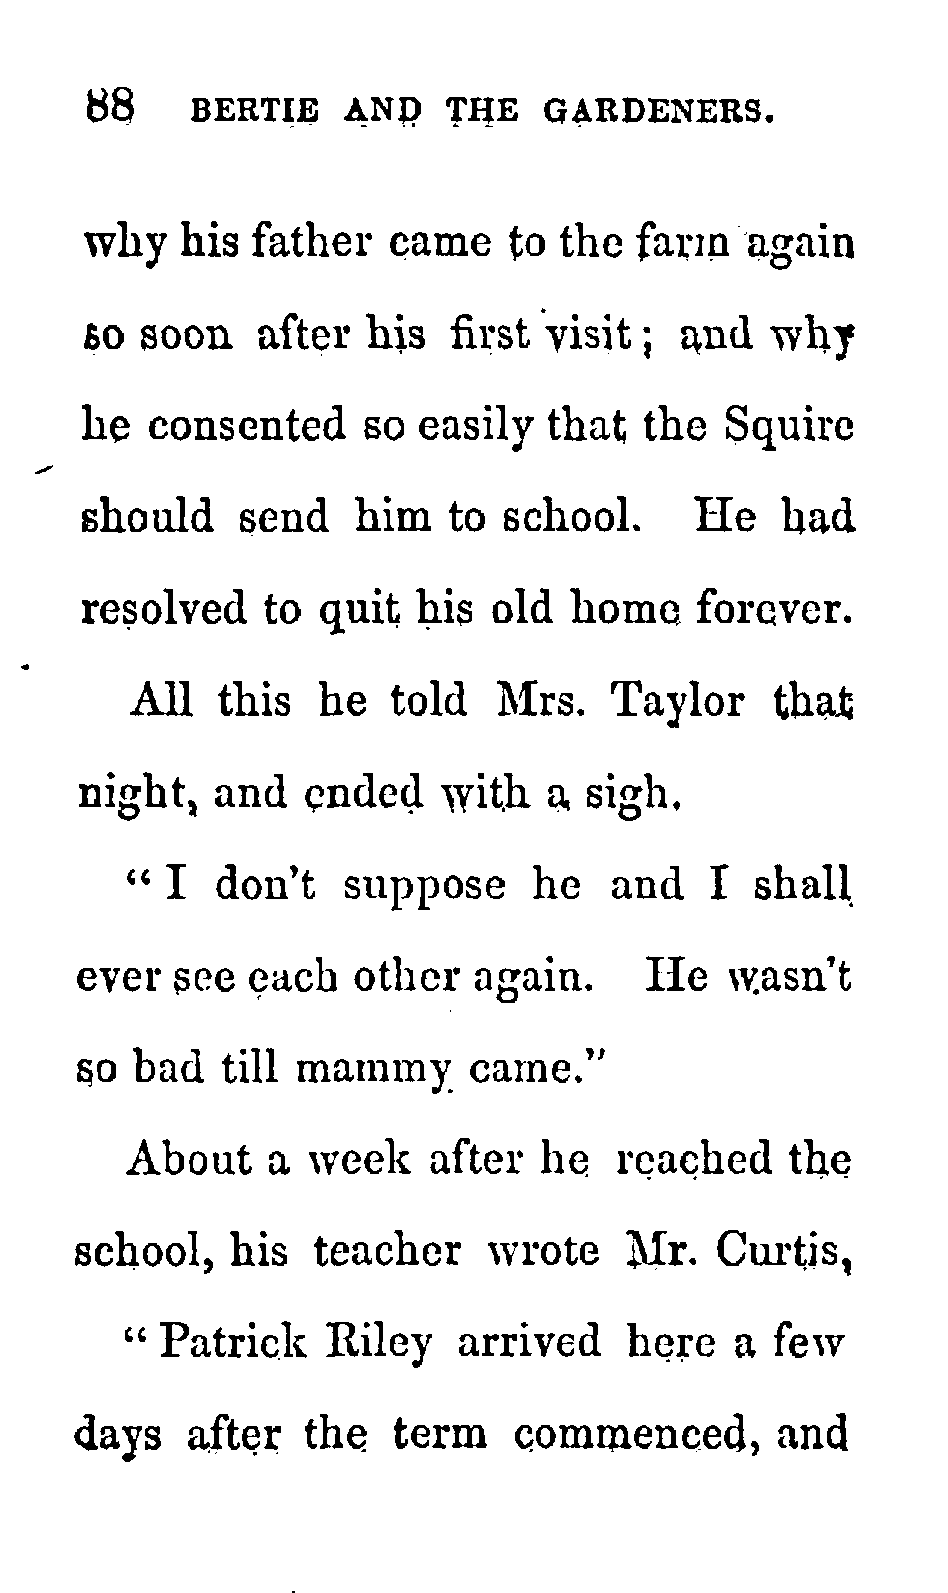 88 BERTIE AND THE GARDENERS.
why his father came to the farm again
so soon after his first visit; and why
he consented so easily that the Squire
should send him to school. He had
resolved to quit his old home forever.
All this he told Mrs. Taylor that
night, and ended with a sigh.
"I don't suppose he and I shall
ever see each other again. He wasn't
so bad till mammy came."
About a week after he reached the
school, his teacher wrote Mr. Curtis,
"Patrick Riley arrived here a few
days after the term commenced, and